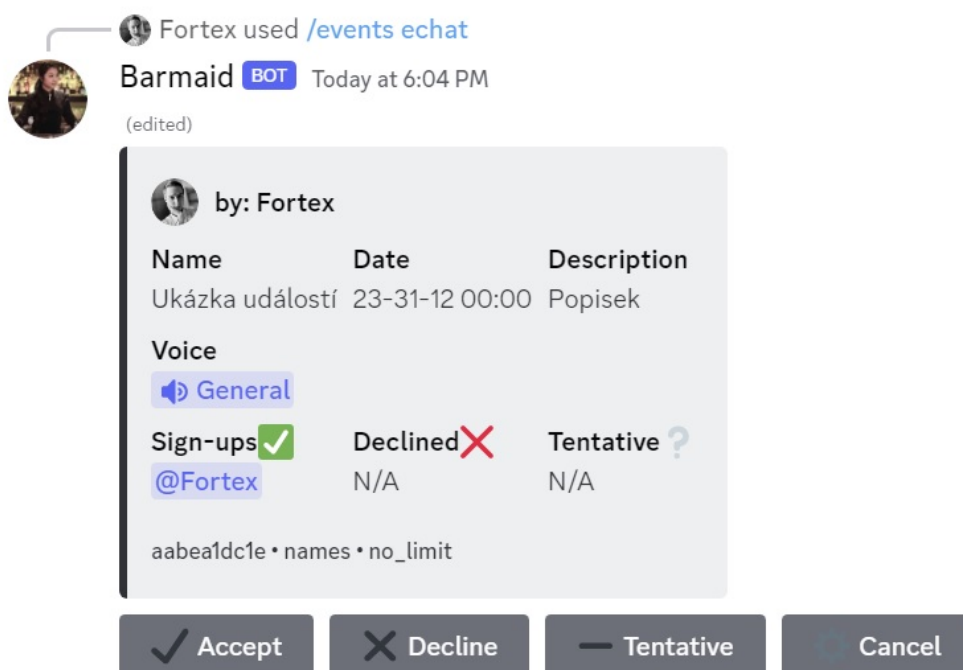 Fortex used /events echat
Barmaid BOT Today at 6:04 PM
(edited)
by: Fortex
Name Date Description
Ukázka událostí 23-31-12 00:00 Popisek
Voice
General
Sign-ups Declined Tentative
@Fortex N/A N/A
aabea1dc1e • names • no_limit
Accept Decline Tentative Cancel